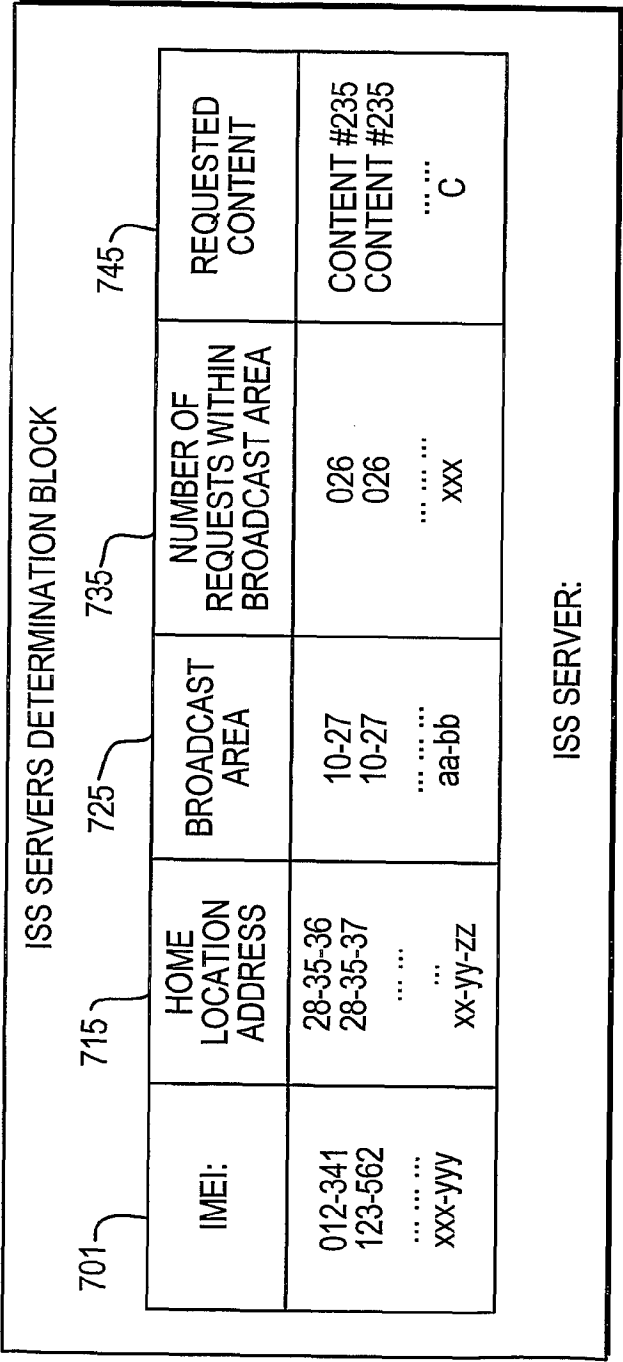 ISS SERVERS DETERMINATION BLOCK
701
715
725
735
745
IMEI:
HOME
LOCATION
ADDRESS
BROADCAST
AREA
NUMBER OF
REQUESTS WITHIN
BROADCAST AREA
REQUESTED
CONTENT
012-341
28-35-36
10-27
026
CONTENT #235
123-562
28-35-37
10-27
026
CONTENT #235
... ... ...
... ...
... ... ...
... ... ...
... ...
xxx-yyy
...
xx-yy-zz
aa-bb
xxx
C
ISS SERVER: